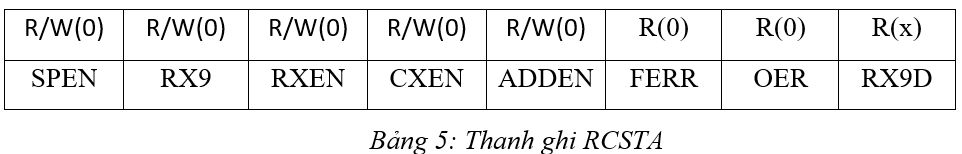 R/W(0) R/W(0) R/W(0) R/W(0) R/W(0) R(0) R(0) R(x)
SPEN RX9 RXEN CXEN ADDEN FERR OER RX9D
Bảng 5: Thanh ghi RCSTA